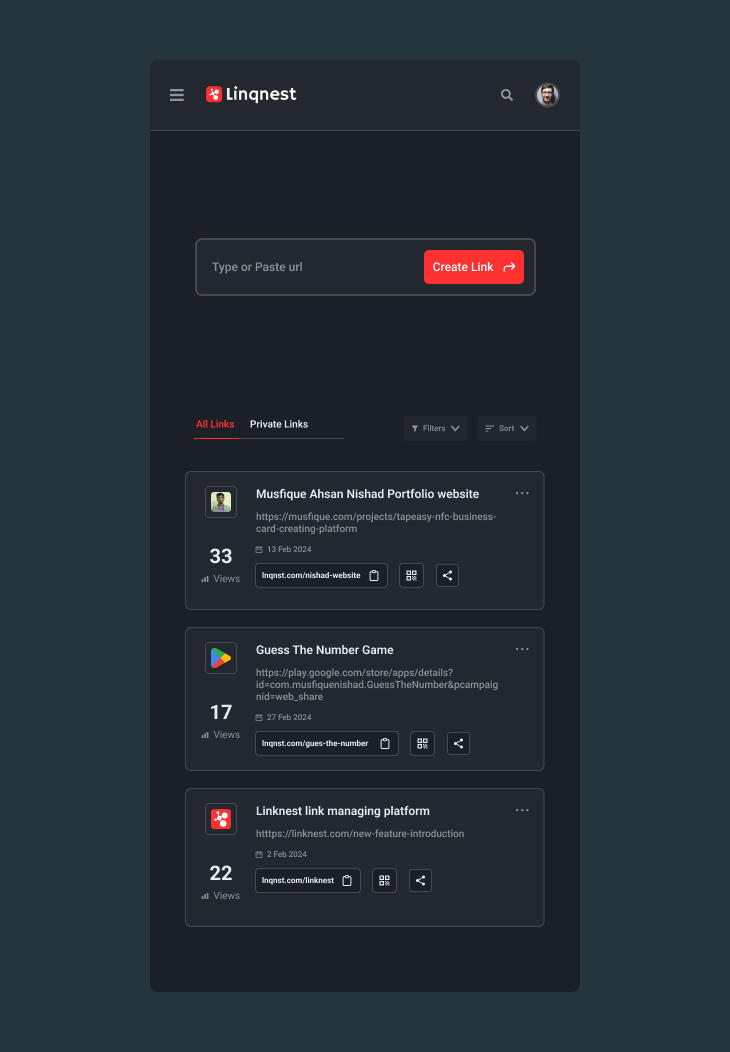 Linqnest
Type or Paste url
Create Link
All Links
Private Links
Filters
Sort
Musfique Ahsan Nishad Portfolio website
https://musfique.com/projects/tapeasy-nfc-business-
card-creating-platform
33
Views
13 Feb 2024
lnqnst.com/nishad-website
Guess The Number Game
https://play.google.com/store/apps/details?
id=com.musfiquenishad.GuessTheNumber&pcampaig
nid=web_share
17
Views
27 Feb 2024
lnqnst.com/gues-the-number
Linknest link managing platform
htttps://linknest.com/new-feature-introduction
22
Views
2 Feb 2024
lnqnst.com/linknest